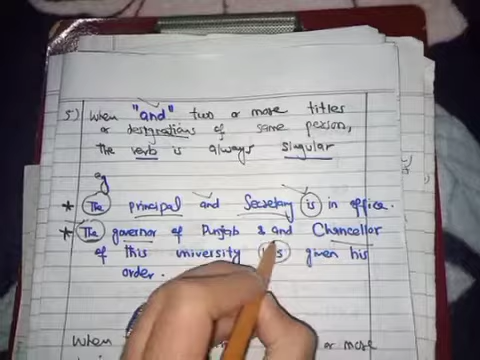 5) When "and" two or more titles
or designations of same person,
the verb is always singular
eg
* The principal and Secretary is in office.
* The governor of Punjab & and Chancellor
of this university has given his
order.
When or more